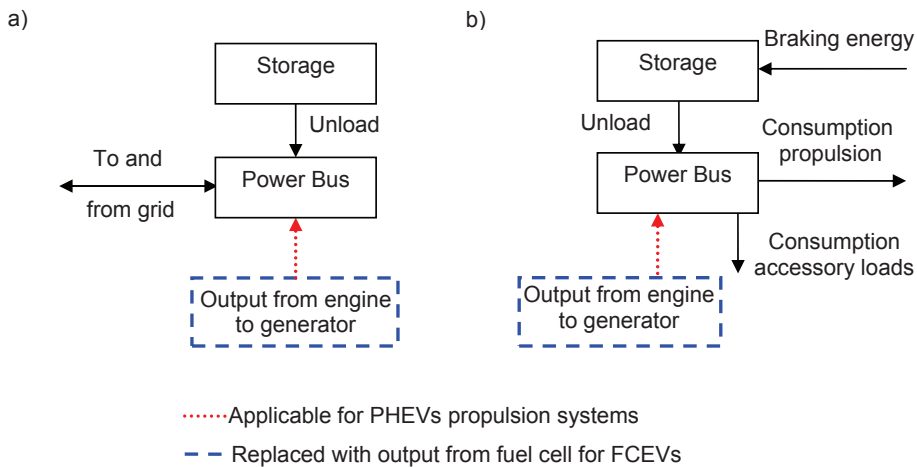 a)
Storage
Unload
To and
from grid
Power Bus
Output from engine
to generator
b)
Braking energy
Storage
Unload
Consumption
propulsion
Power Bus
Consumption
accessory loads
Output from engine
to generator
Applicable for PHEVs propulsion systems
Replaced with output from fuel cell for FCEVs